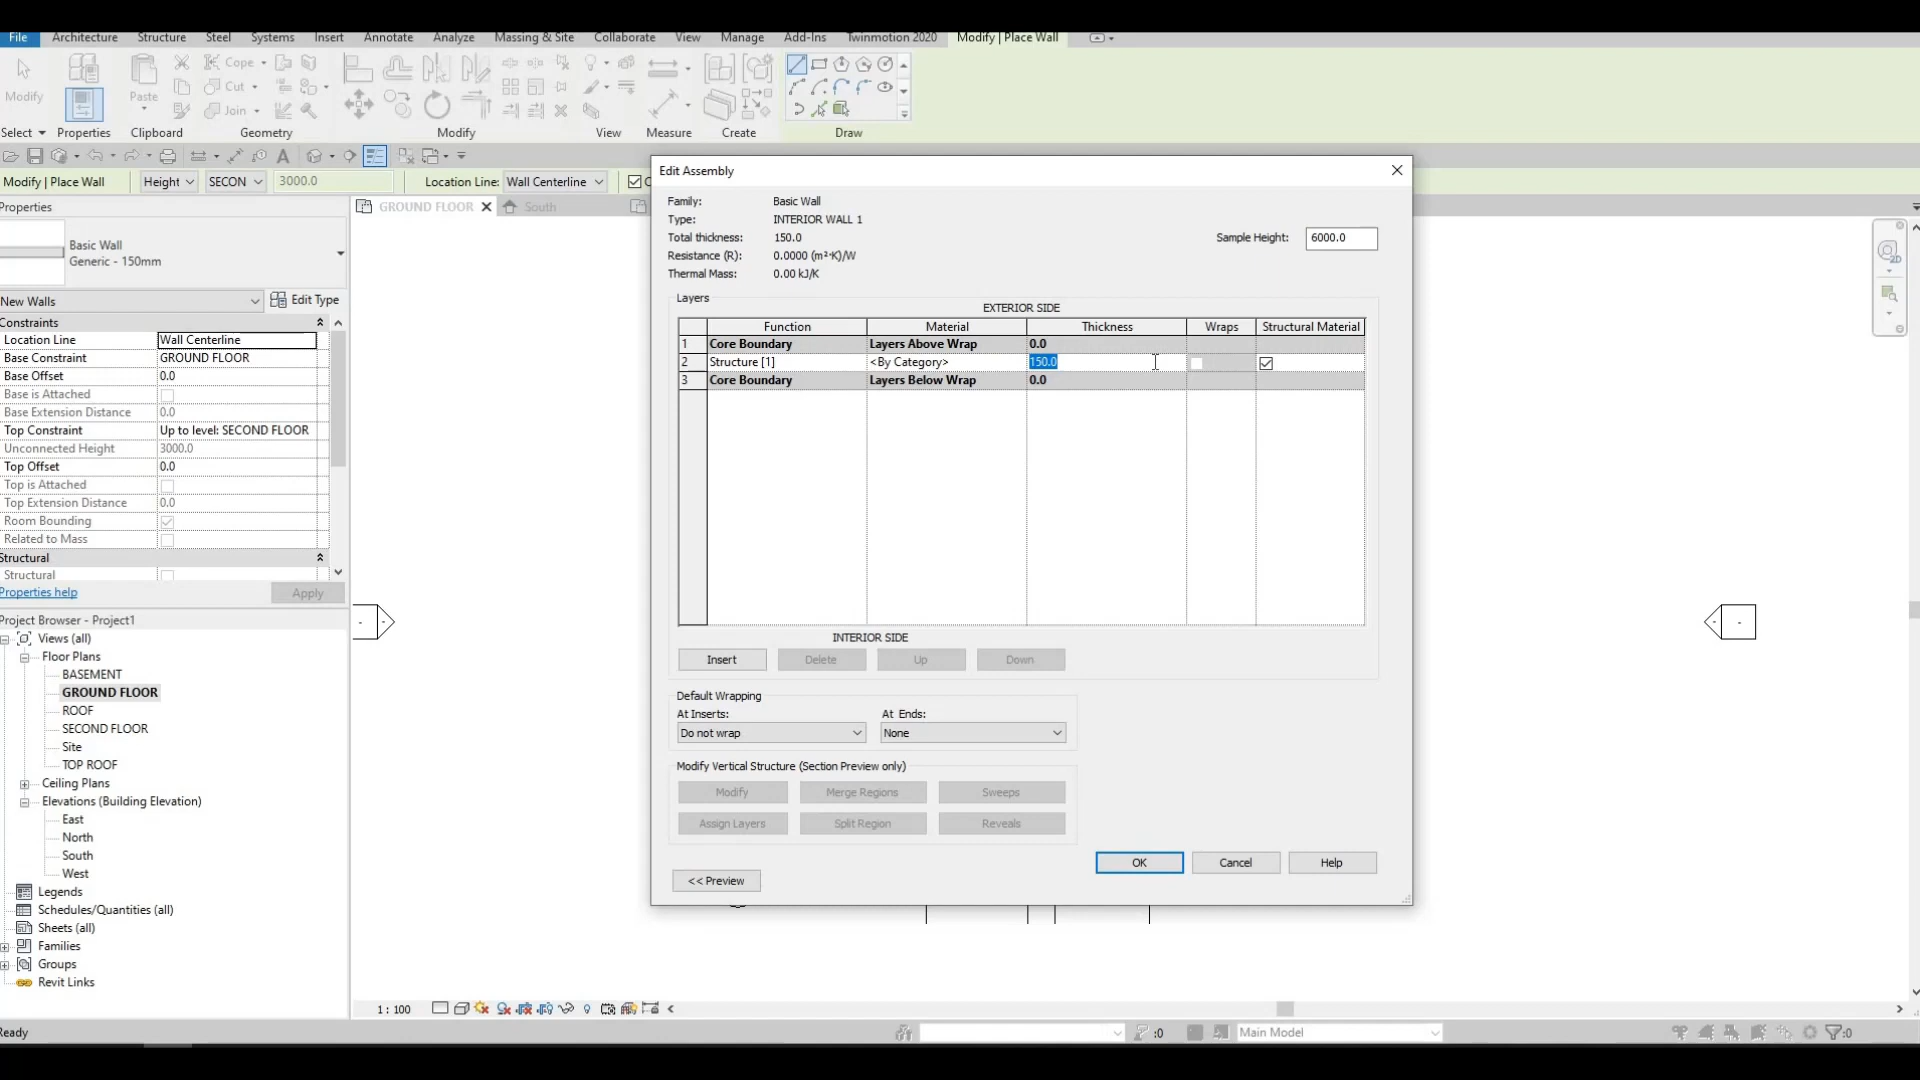 File Architecture Structure Steel Systems Insert Annotate Analyze Massing & Site Collaborate View Manage Add-Ins Twinmotion 2020 Modify | Place Wall
Cope
Cut
Join
Modify
Paste
Select Properties Clipboard Geometry Modify View Measure Create Draw
Modify | Place Wall Height SECON 3000.0 Location Line: Wall Centerline
GROUND FLOOR South
Properties
Basic Wall
Generic - 150mm
New Walls Edit Type
Constraints
Location Line Wall Centerline
Base Constraint GROUND FLOOR
Base Offset 0.0
Base is Attached
Base Extension Distance 0.0
Top Constraint Up to level: SECOND FLOOR
Unconnected Height 3000.0
Top Offset 0.0
Top is Attached
Top Extension Distance 0.0
Room Bounding
Related to Mass
Structural
Structural
Properties help Apply
Project Browser - Project1
Views (all)
Floor Plans
BASEMENT
GROUND FLOOR
ROOF
SECOND FLOOR
Site
TOP ROOF
Ceiling Plans
Elevations (Building Elevation)
East
North
South
West
Legends
Schedules/Quantities (all)
Sheets (all)
Families
Groups
Revit Links
Edit Assembly
Family: Basic Wall
Type: INTERIOR WALL 1
Total thickness: 150.0
Resistance (R): 0.0000 (m²·K)/W
Thermal Mass: 0.00 kJ/K
Sample Height: 6000.0
Layers
EXTERIOR SIDE
Function Material Thickness Wraps Structural Material
1 Core Boundary Layers Above Wrap 0.0
2 Structure [1] <By Category> 150.0
3 Core Boundary Layers Below Wrap 0.0
INTERIOR SIDE
Insert Delete Up Down
Default Wrapping
At Inserts: At Ends:
Do not wrap None
Modify Vertical Structure (Section Preview only)
Modify Merge Regions Sweeps
Assign Layers Split Region Reveals
OK Cancel Help
<< Preview
1 : 100
Ready :0 Main Model :0
2D